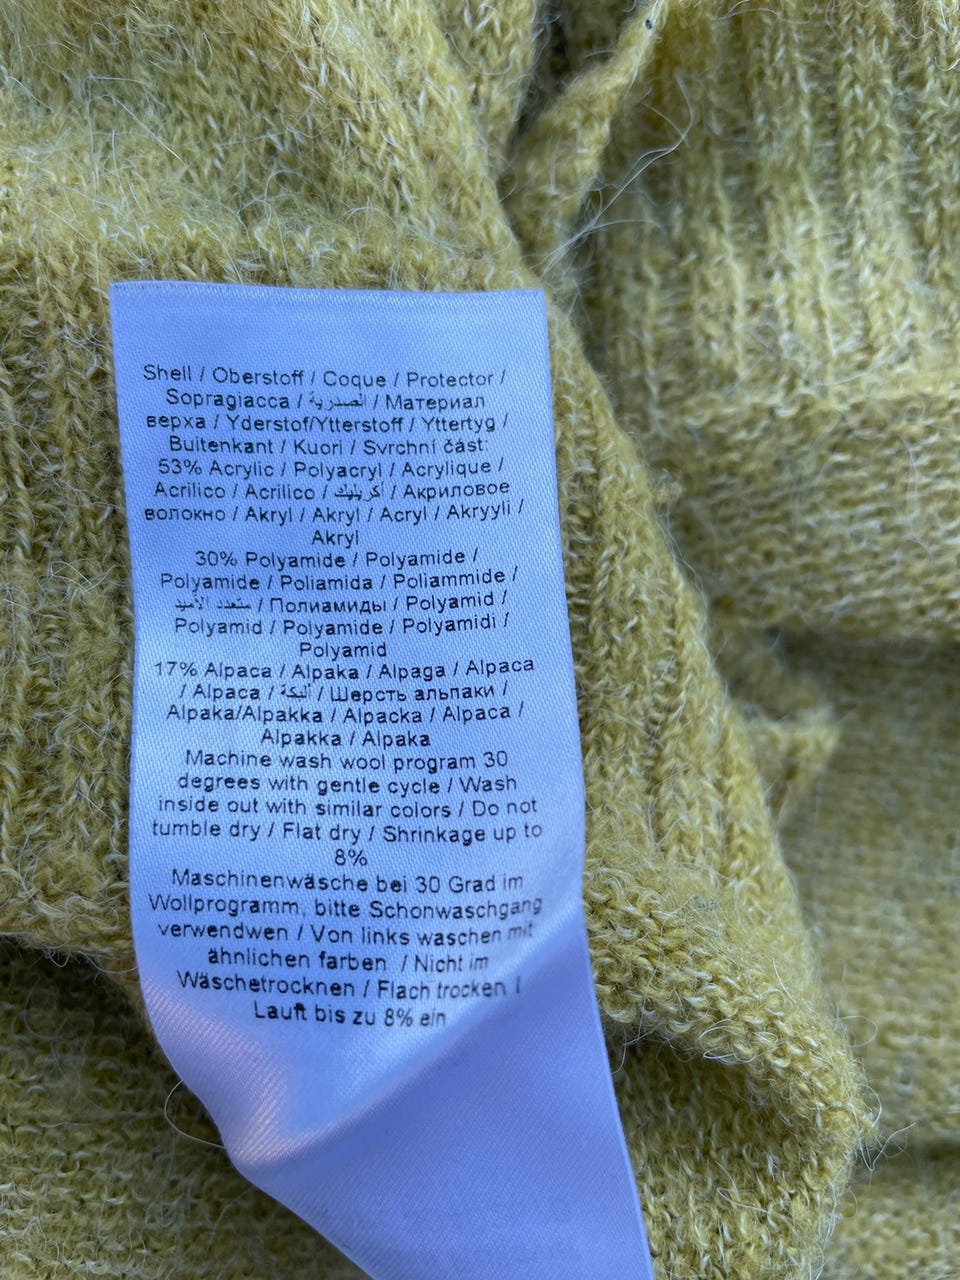 Shell / Oberstoff / Coque / Protector /
Sopragiacca / الصدرية / Материал
верха / Yderstof/Ytterstoff / Yttertyg /
Buitenkant / Kuori / Svrchní část:
53% Acrylic / Polyacryl / Acrylique /
Acrilico / Acrilico / أكريليك / Акриловое
волокно / Akryl / Akryl / Acryl / Akryyli /
Akryl
30% Polyamide / Polyamide /
Polyamide / Poliamida / Poliammide /
متعدد الأميد / Полиамиды / Polyamid /
Polyamid / Polyamide / Polyamidi /
Polyamid
17% Alpaca / Alpaka / Alpaga / Alpaca
/ Alpaca / ألبكة / Шерсть альпаки /
Alpaka/Alpakka / Alpacka / Alpaca /
Alpakka / Alpaka
Machine wash wool program 30
degrees with gentle cycle / Wash
inside out with similar colors / Do not
tumble dry / Flat dry / Shrinkage up to
8%
Maschinenwäsche bei 30 Grad im
Wollprogramm, bitte Schonwaschgang
verwendwen / Von links waschen mit
ähnlichen farben / Nicht im
Wäschetrocknen / Flach trocken /
Lauft bis zu 8% ein